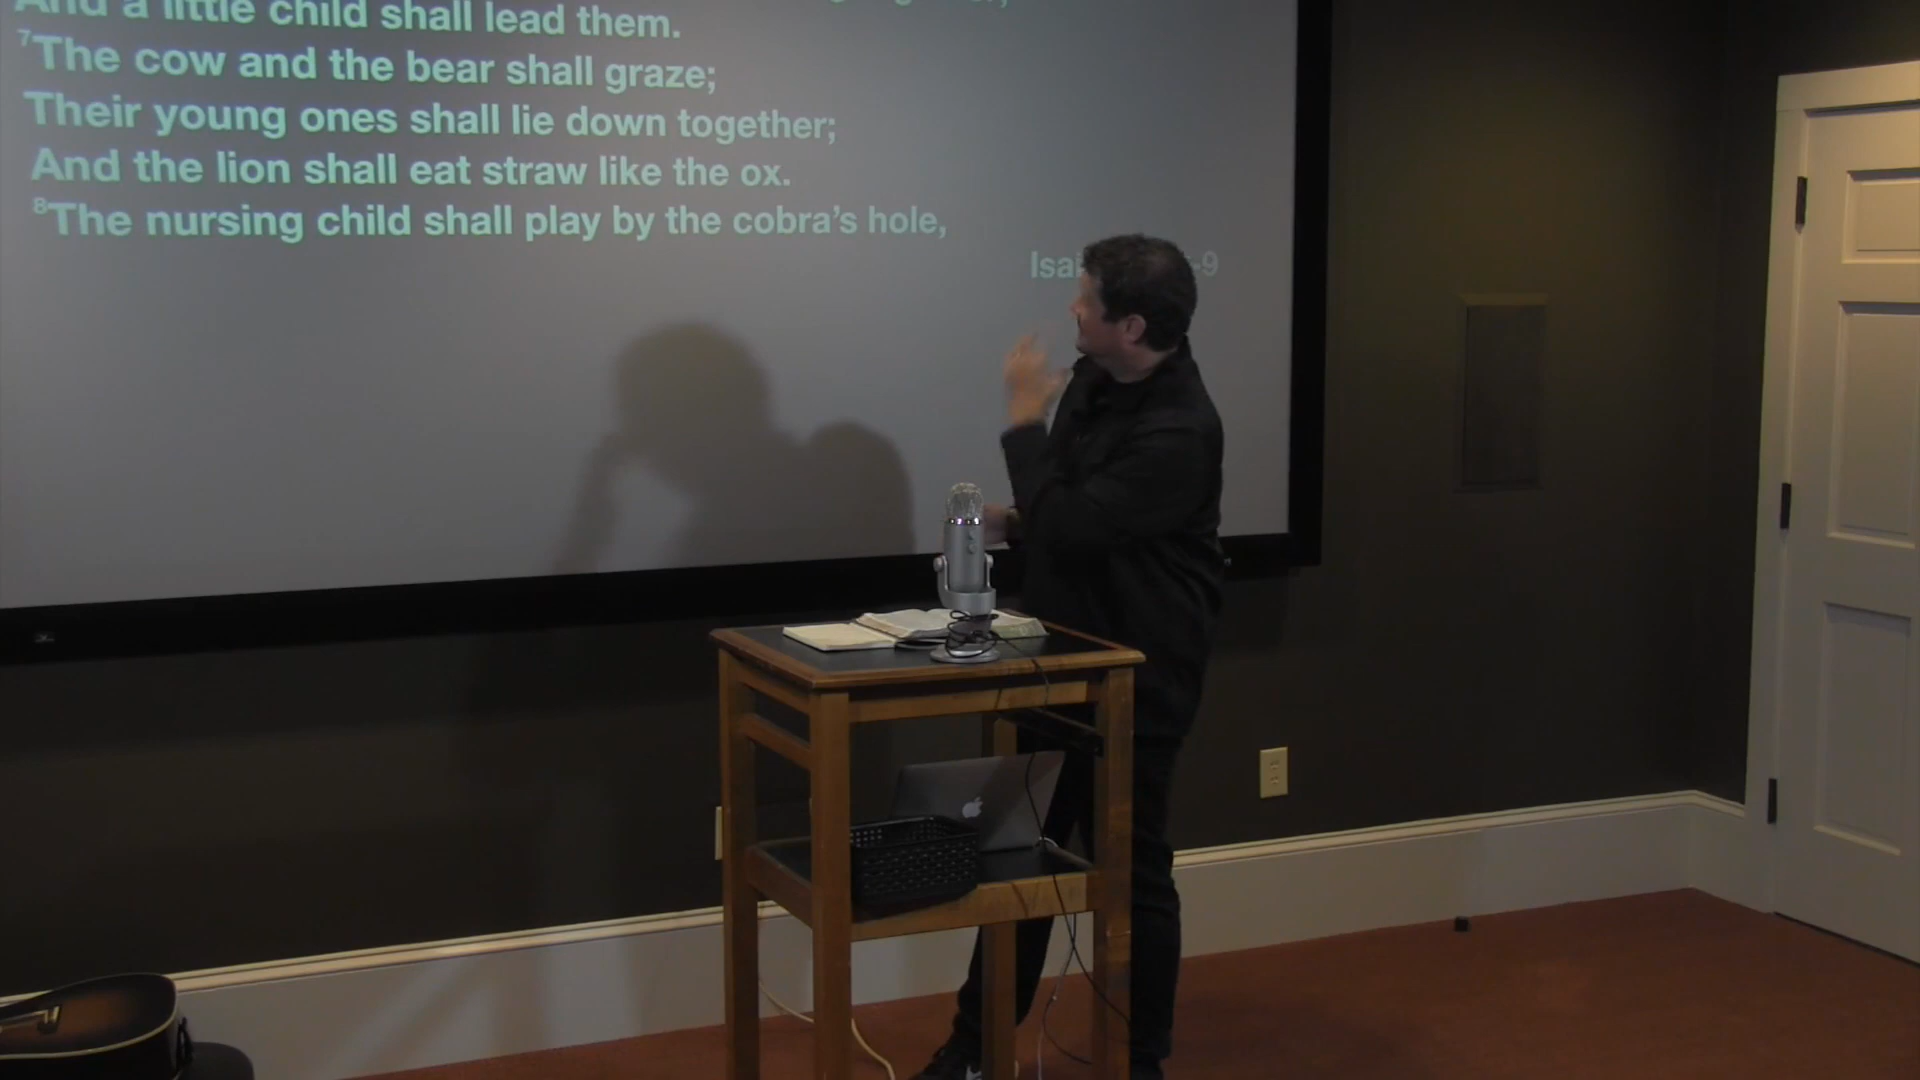 And a little child shall lead them.
7The cow and the bear shall graze;
Their young ones shall lie down together;
And the lion shall eat straw like the ox.
8The nursing child shall play by the cobra's hole,
-9